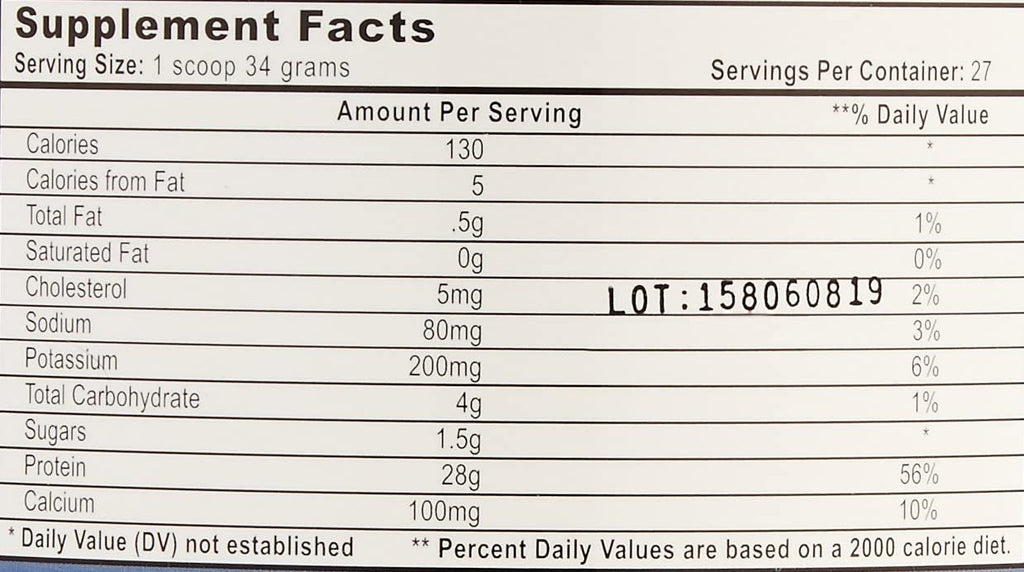 Supplement Facts
Serving Size: 1 scoop 34 grams Servings Per Container: 27
Amount Per Serving **% Daily Value
Calories 130 *
Calories from Fat 5 *
Total Fat .5g 1%
Saturated Fat 0g 0%
Cholesterol 5mg LOT:158060819 2%
Sodium 80mg 3%
Potassium 200mg 6%
Total Carbohydrate 4g 1%
Sugars 1.5g *
Protein 28g 56%
Calcium 100mg 10%
* Daily Value (DV) not established ** Percent Daily Values are based on a 2000 calorie diet.